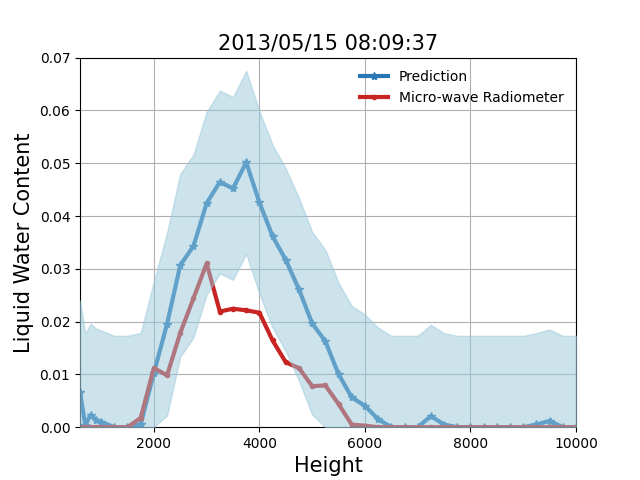 2013/05/15 08:09:37
Prediction
Micro-wave Radiometer
Liquid Water Content
0.07
0.06
0.05
0.04
0.03
0.02
0.01
0.00
2000 4000 6000 8000 10000
Height